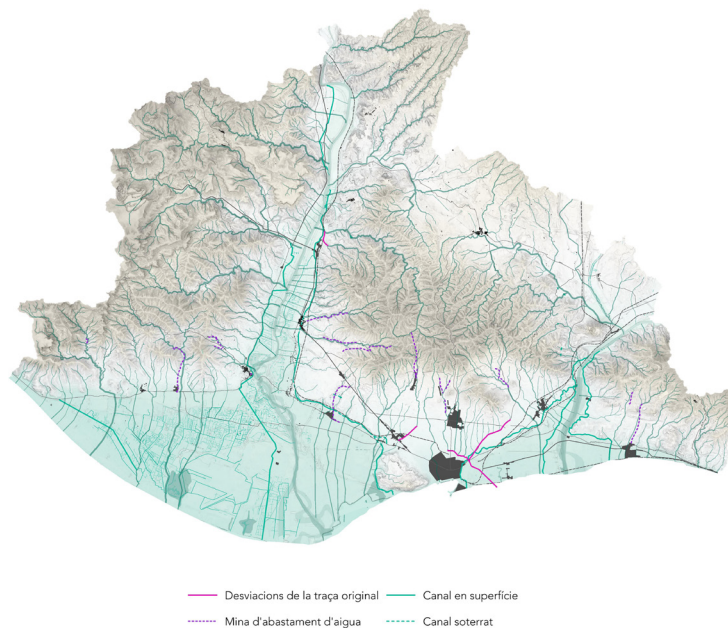 Desviacions de la traça original
Canal en superfície
Mina d'abastament d'aigua
Canal soterrat